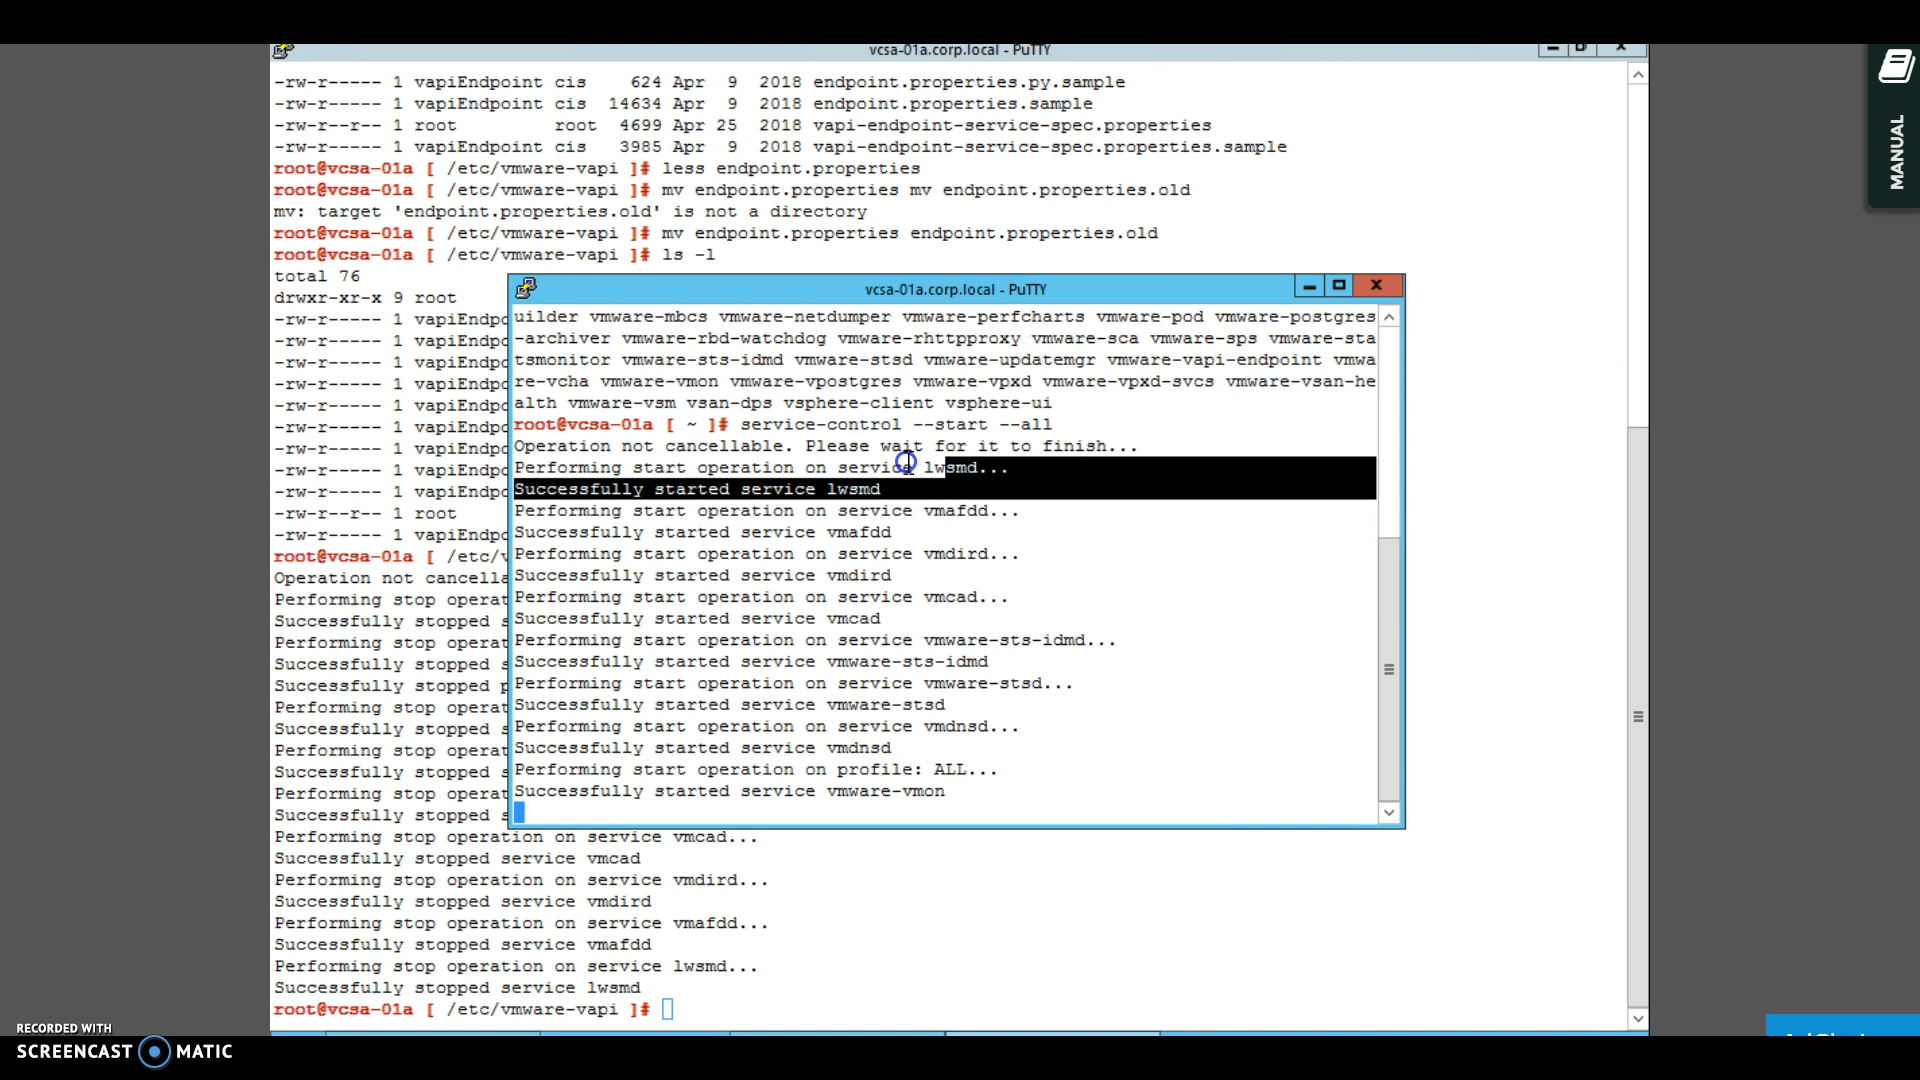 vcsa-01a.corp.local - PuTTY
-rw-r----- 1 vapiEndpoint cis    624 Apr  9  2018 endpoint.properties.py.sample
-rw-r----- 1 vapiEndpoint cis  14634 Apr  9  2018 endpoint.properties.sample
-rw-r--r-- 1 root         root  4699 Apr 25  2018 vapi-endpoint-service-spec.properties
-rw-r----- 1 vapiEndpoint cis   3985 Apr  9  2018 vapi-endpoint-service-spec.properties.sample
root@vcsa-01a [ /etc/vmware-vapi ]# less endpoint.properties
root@vcsa-01a [ /etc/vmware-vapi ]# mv endpoint.properties mv endpoint.properties.old
mv: target 'endpoint.properties.old' is not a directory
root@vcsa-01a [ /etc/vmware-vapi ]# mv endpoint.properties endpoint.properties.old
root@vcsa-01a [ /etc/vmware-vapi ]# ls -l
total 76
drwxr-xr-x 9 root
-rw-r----- 1 vapiEndpo
-rw-r----- 1 vapiEndpo
-rw-r----- 1 vapiEndpo
-rw-r----- 1 vapiEndpo
-rw-r----- 1 vapiEndpo
-rw-r----- 1 vapiEndpo
-rw-r----- 1 vapiEndpo
-rw-r----- 1 vapiEndpo
-rw-r----- 1 vapiEndpo
-rw-r--r-- 1 root
-rw-r----- 1 vapiEndpo
root@vcsa-01a [ /etc/v
Operation not cancella
Performing stop operat
Successfully stopped s
Performing stop operat
Successfully stopped s
Successfully stopped p
Performing stop operat
Successfully stopped s
Performing stop operat
Successfully stopped s
Performing stop operat
Successfully stopped s
Performing stop operation on service vmcad...
Successfully stopped service vmcad
Performing stop operation on service vmdird...
Successfully stopped service vmdird
Performing stop operation on service vmafdd...
Successfully stopped service vmafdd
Performing stop operation on service lwsmd...
Successfully stopped service lwsmd
root@vcsa-01a [ /etc/vmware-vapi ]#
vcsa-01a.corp.local - PuTTY
uilder vmware-mbcs vmware-netdumper vmware-perfcharts vmware-pod vmware-postgres
-archiver vmware-rbd-watchdog vmware-rhttpproxy vmware-sca vmware-sps vmware-sta
tsmonitor vmware-sts-idmd vmware-stsd vmware-updatemgr vmware-vapi-endpoint vmwa
re-vcha vmware-vmon vmware-vpostgres vmware-vpxd vmware-vpxd-svcs vmware-vsan-he
alth vmware-vsm vsan-dps vsphere-client vsphere-ui
root@vcsa-01a [ ~ ]# service-control --start --all
Operation not cancellable. Please wait for it to finish...
Performing start operation on service lwsmd...
Successfully started service lwsmd
Performing start operation on service vmafdd...
Successfully started service vmafdd
Performing start operation on service vmdird...
Successfully started service vmdird
Performing start operation on service vmcad...
Successfully started service vmcad
Performing start operation on service vmware-sts-idmd...
Successfully started service vmware-sts-idmd
Performing start operation on service vmware-stsd...
Successfully started service vmware-stsd
Performing start operation on service vmdnsd...
Successfully started service vmdnsd
Performing start operation on profile: ALL...
Successfully started service vmware-vmon
MANUAL
RECORDED WITH
SCREENCAST MATIC